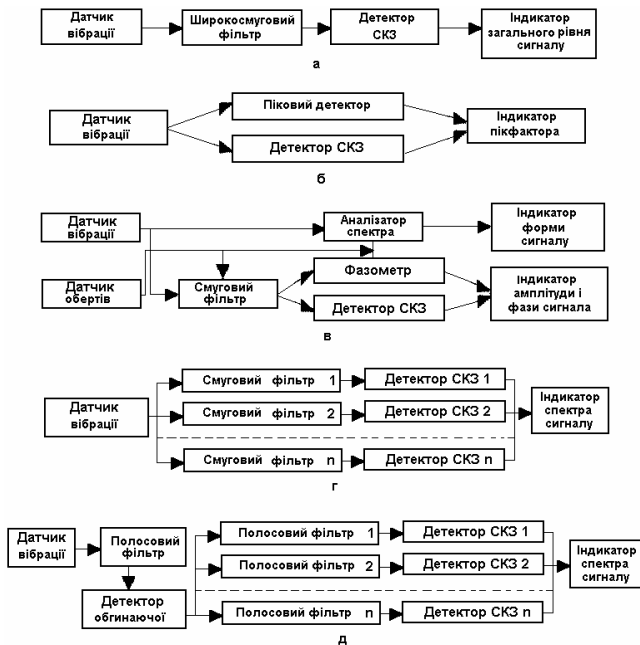 Датчик
вібрації
Широкосмуговий
фільтр
Детектор
СКЗ
Індикатор
загального рівня
сигналу
а
Датчик
вібрації
Піковий детектор
Детектор СКЗ
Індикатор
пікфактора
б
Датчик
вібрації
Аналізатор
спектра
Індикатор
форми
сигналу
Датчик
обертів
Смуговий
фільтр
Фазометр
Детектор СКЗ
Індикатор
амплітуди і
фази сигнала
в
Датчик
вібрації
Смуговий фільтр 1
Детектор СКЗ 1
Смуговий фільтр 2
Детектор СКЗ 2
Смуговий фільтр n
Детектор СКЗ n
Індикатор
спектра
сигналу
г
Датчик
вібрації
Полосовий
фільтр
Детектор
обгинаючої
Полосовий фільтр 1
Детектор СКЗ 1
Полосовий фільтр 2
Детектор СКЗ 2
Полосовий фільтр n
Детектор СКЗ n
Індикатор
спектра
сигналу
д